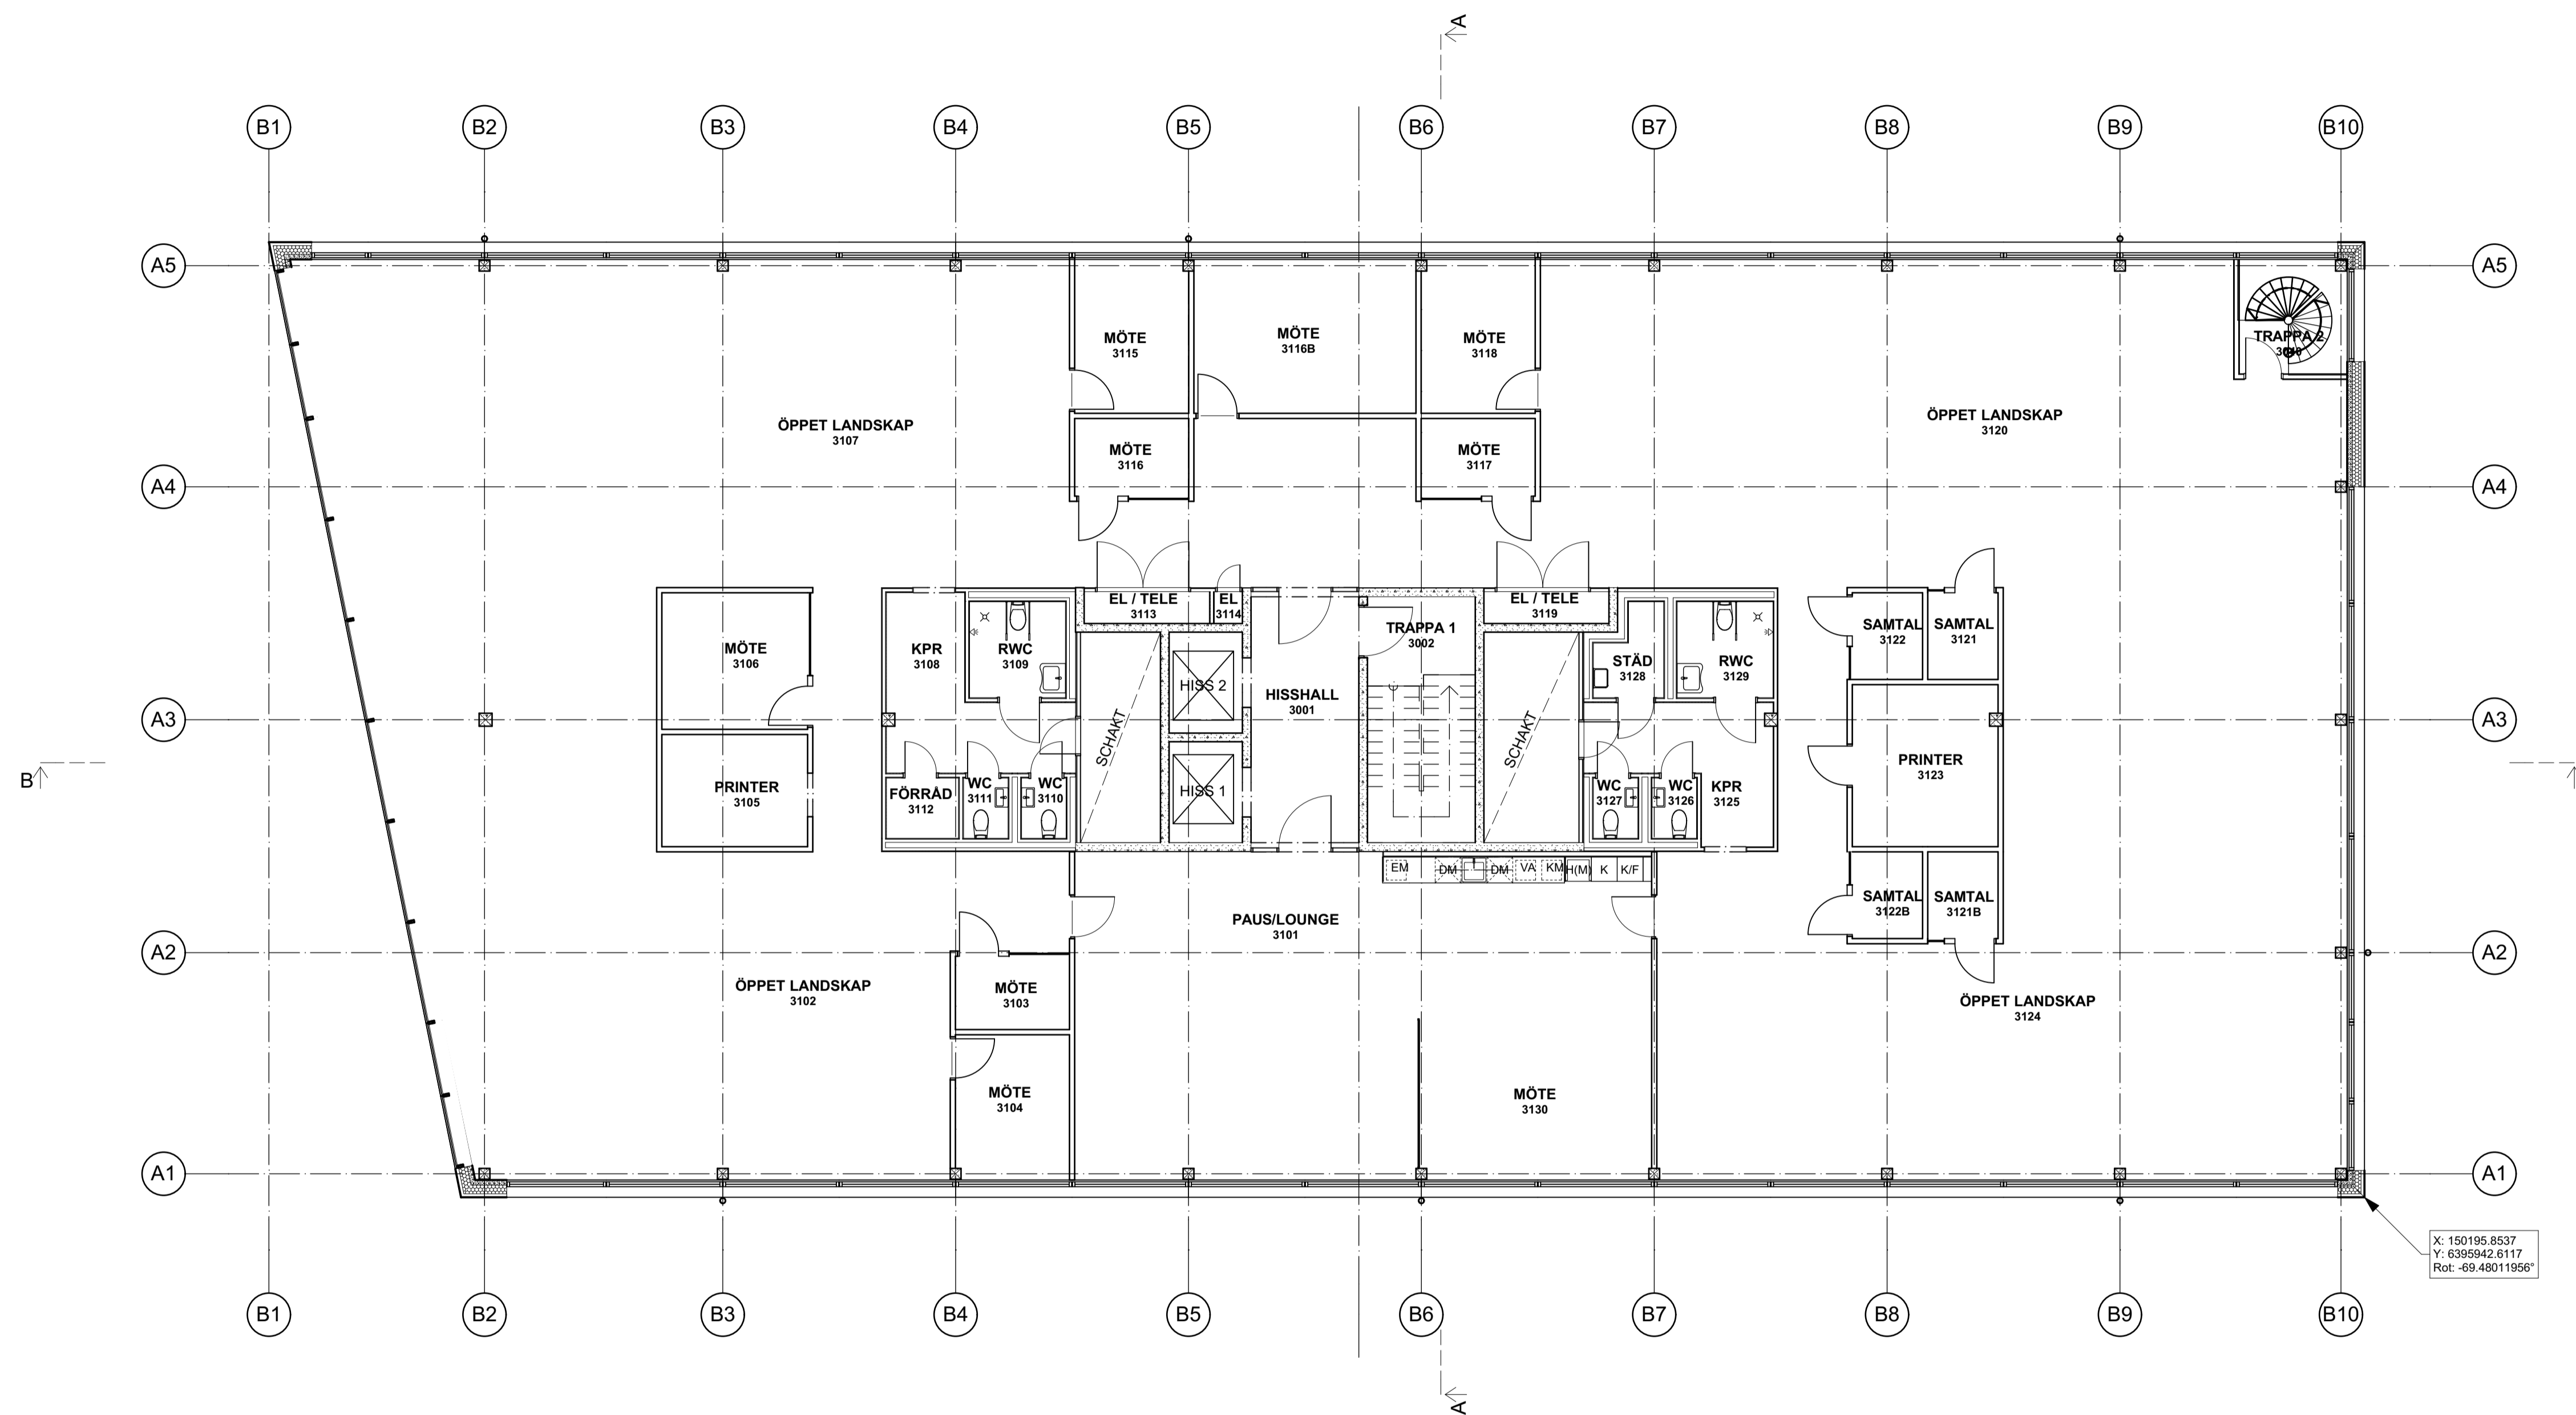 A
B1
B2
B3
B4
B5
B6
B7
B8
B9
B10
A5
A5
MÖTE
3115
MÖTE
3116B
MÖTE
3118
TRAPPA 2
ÖPPET LANDSKAP
3107
ÖPPET LANDSKAP
3120
MÖTE
3116
MÖTE
3117
A4
A4
EL / TELE
3113
EL
3114
EL / TELE
3119
TRAPPA 1
3002
SAMTAL
3122
SAMTAL
3121
MÖTE
3106
KPR
3108
RWC
3109
STÄD
3128
RWC
3129
HISS 2
HISSHALL
3001
A3
A3
SCHAKT
SCHAKT
B
PRINTER
3105
FÖRRÅD
3112
WC
3111
WC
3110
HISS 1
WC
3127
WC
3126
KPR
3125
PRINTER
3123
EM
DM
DM
VA
KM
H(M)
K
K/F
SAMTAL
3122B
SAMTAL
3121B
PAUS/LOUNGE
3101
A2
A2
ÖPPET LANDSKAP
3102
MÖTE
3103
ÖPPET LANDSKAP
3124
MÖTE
3104
MÖTE
3130
A1
A1
X: 150195.8537
Y: 6395942.6117
Rot: -69.48011956°
B1
B2
B3
B4
B5
B6
B7
B8
B9
B10
A